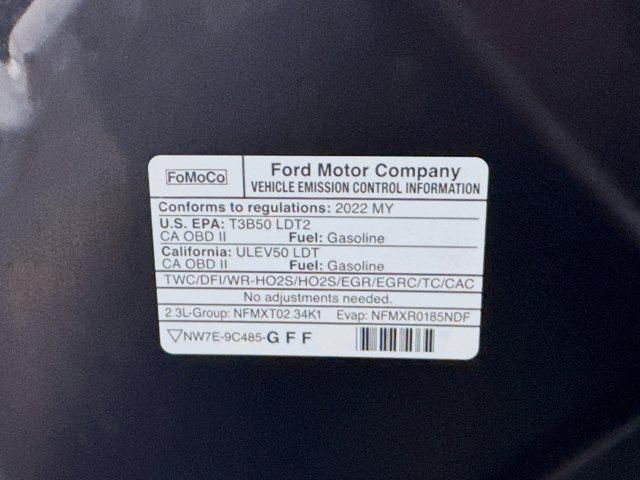 FoMoCo
Ford Motor Company
VEHICLE EMISSION CONTROL INFORMATION
Conforms to regulations: 2022 MY
U.S. EPA: T3B50 LDT2
CA OBD II Fuel: Gasoline
California: ULEV50 LDT
CA OBD II Fuel: Gasoline
TWC/DFI/WR-HO2S/HO2S/EGR/EGRC/TC/CAC
No adjustments needed.
2.3L-Group: NFMXT02.34K1 Evap: NFMXR0185NDF
NW7E-9C485-GFF